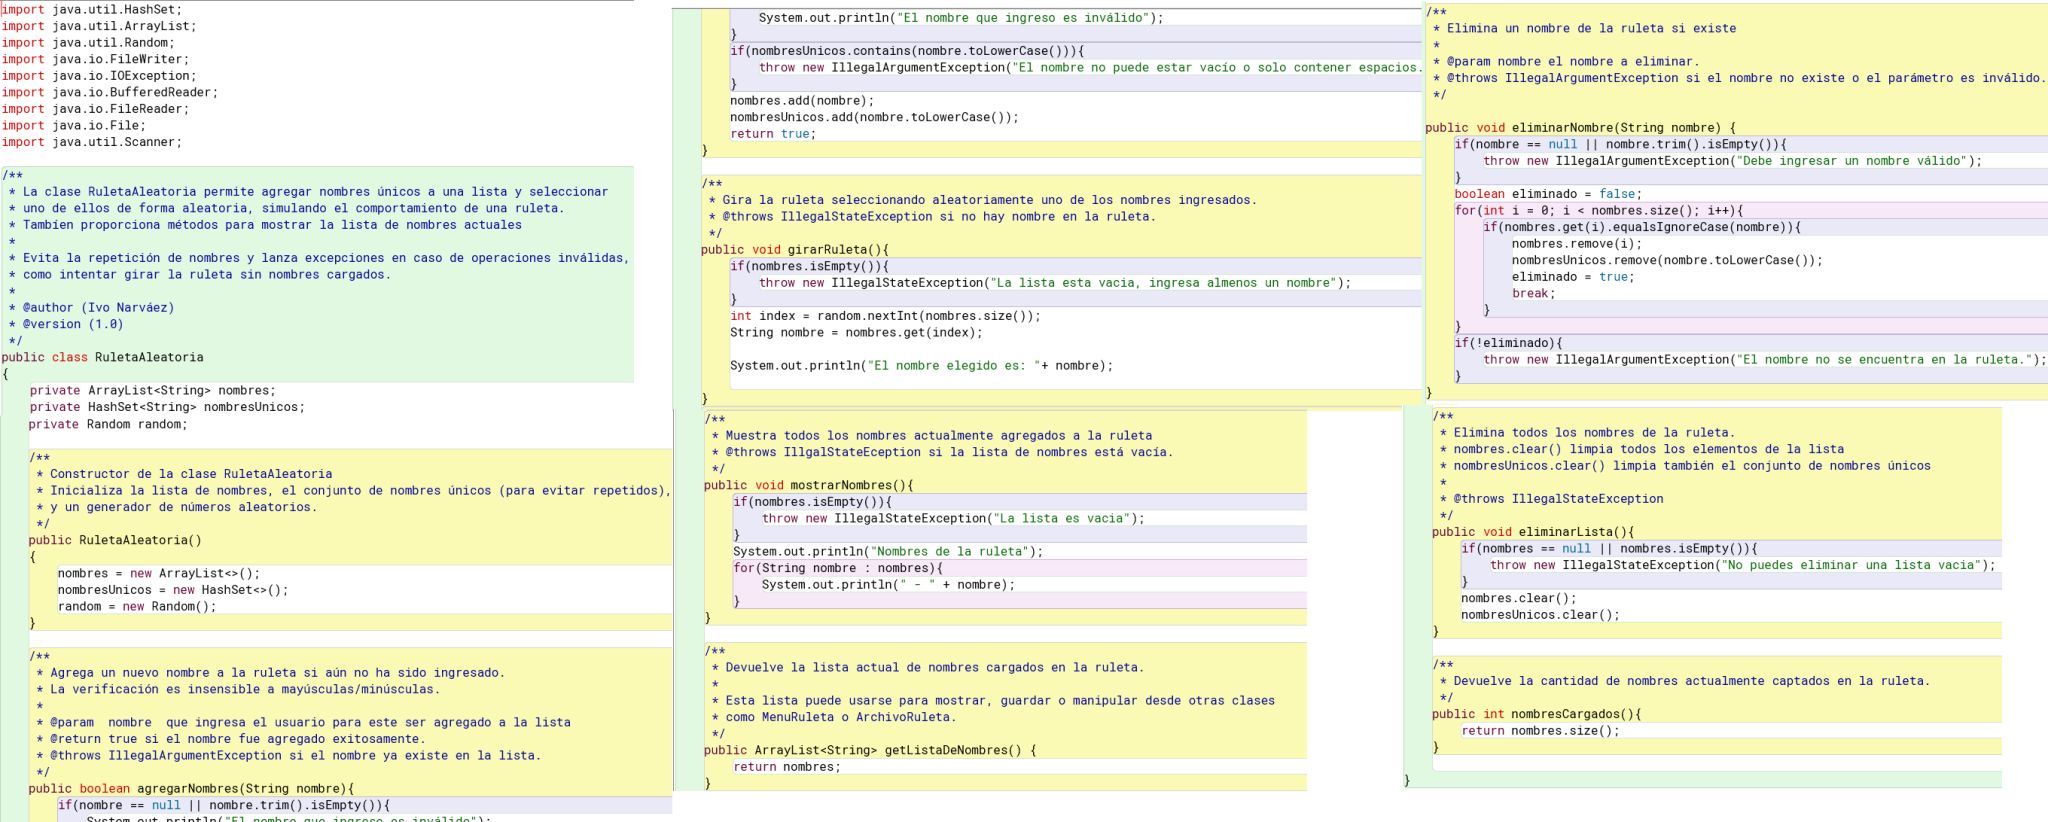 import java.util.HashSet;
import java.util.ArrayList;
import java.util.Random;
import java.io.FileWriter;
import java.io.IOException;
import java.io.BufferedReader;
import java.io.FileReader;
import java.io.File;
import java.util.Scanner;
/**
 * La clase RuletaAleatoria permite agregar nombres únicos a una lista y seleccionar
 * uno de ellos de forma aleatoria, simulando el comportamiento de una ruleta.
 * Tambíen proporciona métodos para mostrar la lista de nombres actuales
 *
 * Evita la repetición de nombres y lanza excepciones en caso de operaciones inválidas,
 * como intentar girar la ruleta sin nombres cargados.
 *
 * @author (Ivo Narváez)
 * @version (1.0)
 */
public class RuletaAleatoria
{
    private ArrayList<String> nombres;
    private HashSet<String> nombresUnicos;
    private Random random;
    /**
     * Constructor de la clase RuletaAleatoria
     * Inicializa la lista de nombres, el conjunto de nombres únicos (para evitar repetidos),
     * y un generador de números aleatorios.
     */
    public RuletaAleatoria()
    {
        nombres = new ArrayList<>();
        nombresUnicos = new HashSet<>();
        random = new Random();
    }
    /**
     * Agrega un nuevo nombre a la ruleta si aún no ha sido ingresado.
     * La verificación es insensible a mayúsculas/minúsculas.
     *
     * @param  nombre  que ingresa el usuario para este ser agregado a la lista
     * @return true si el nombre fue agregado exitosamente.
     * @throws IllegalArgumentException si el nombre ya existe en la lista.
     */
    public boolean agregarNombres(String nombre){
        if(nombre == null || nombre.trim().isEmpty()){
            System.out.println("El nombre que ingreso es inválido");
            System.out.println("El nombre que ingreso es inválido");
        }
        if(nombresUnicos.contains(nombre.toLowerCase())){
            throw new IllegalArgumentException("El nombre no puede estar vacío o solo contener espacios.
        }
        nombres.add(nombre);
        nombresUnicos.add(nombre.toLowerCase());
        return true;
    }
    /**
     * Gira la ruleta seleccionando aleatoriamente uno de los nombres ingresados.
     * @throws IllegalStateException si no hay nombre en la ruleta.
     */
    public void girarRuleta(){
        if(nombres.isEmpty()){
            throw new IllegalStateException("La lista esta vacia, ingresa almenos un nombre");
        }
        int index = random.nextInt(nombres.size());
        String nombre = nombres.get(index);
        System.out.println("El nombre elegido es: "+ nombre);
    }
    /**
     * Muestra todos los nombres actualmente agregados a la ruleta
     * @throws IllgalStateEception si la lista de nombres está vacía.
     */
    public void mostrarNombres(){
        if(nombres.isEmpty()){
            throw new IllegalStateException("La lista es vacia");
        }
        System.out.println("Nombres de la ruleta");
        for(String nombre : nombres){
            System.out.println(" - " + nombre);
        }
    }
    /**
     * Devuelve la lista actual de nombres cargados en la ruleta.
     *
     * Esta lista puede usarse para mostrar, guardar o manipular desde otras clases
     * como MenuRuleta o ArchivoRuleta.
     */
    public ArrayList<String> getListaDeNombres() {
        return nombres;
    }
    /**
     * Elimina un nombre de la ruleta si existe
     *
     * @param nombre el nombre a eliminar.
     * @throws IllegalArgumentException si el nombre no existe o el parámetro es inválido.
     */
    public void eliminarNombre(String nombre) {
        if(nombre == null || nombre.trim().isEmpty()){
            throw new IllegalArgumentException("Debe ingresar un nombre válido");
        }
        boolean eliminado = false;
        for(int i = 0; i < nombres.size(); i++){
            if(nombres.get(i).equalsIgnoreCase(nombre)){
                nombres.remove(i);
                nombresUnicos.remove(nombre.toLowerCase());
                eliminado = true;
                break;
            }
        }
        if(!eliminado){
            throw new IllegalArgumentException("El nombre no se encuentra en la ruleta.");
        }
    }
    /**
     * Elimina todos los nombres de la ruleta.
     * nombres.clear() limpia todos los elementos de la lista
     * nombresUnicos.clear() limpia también el conjunto de nombres únicos
     *
     * @throws IllegalStateException
     */
    public void eliminarLista(){
        if(nombres == null || nombres.isEmpty()){
            throw new IllegalStateException("No puedes eliminar una lista vacia");
        }
        nombres.clear();
        nombresUnicos.clear();
    }
    /**
     * Devuelve la cantidad de nombres actualmente captados en la ruleta.
     */
    public int nombresCargados(){
        return nombres.size();
    }
}